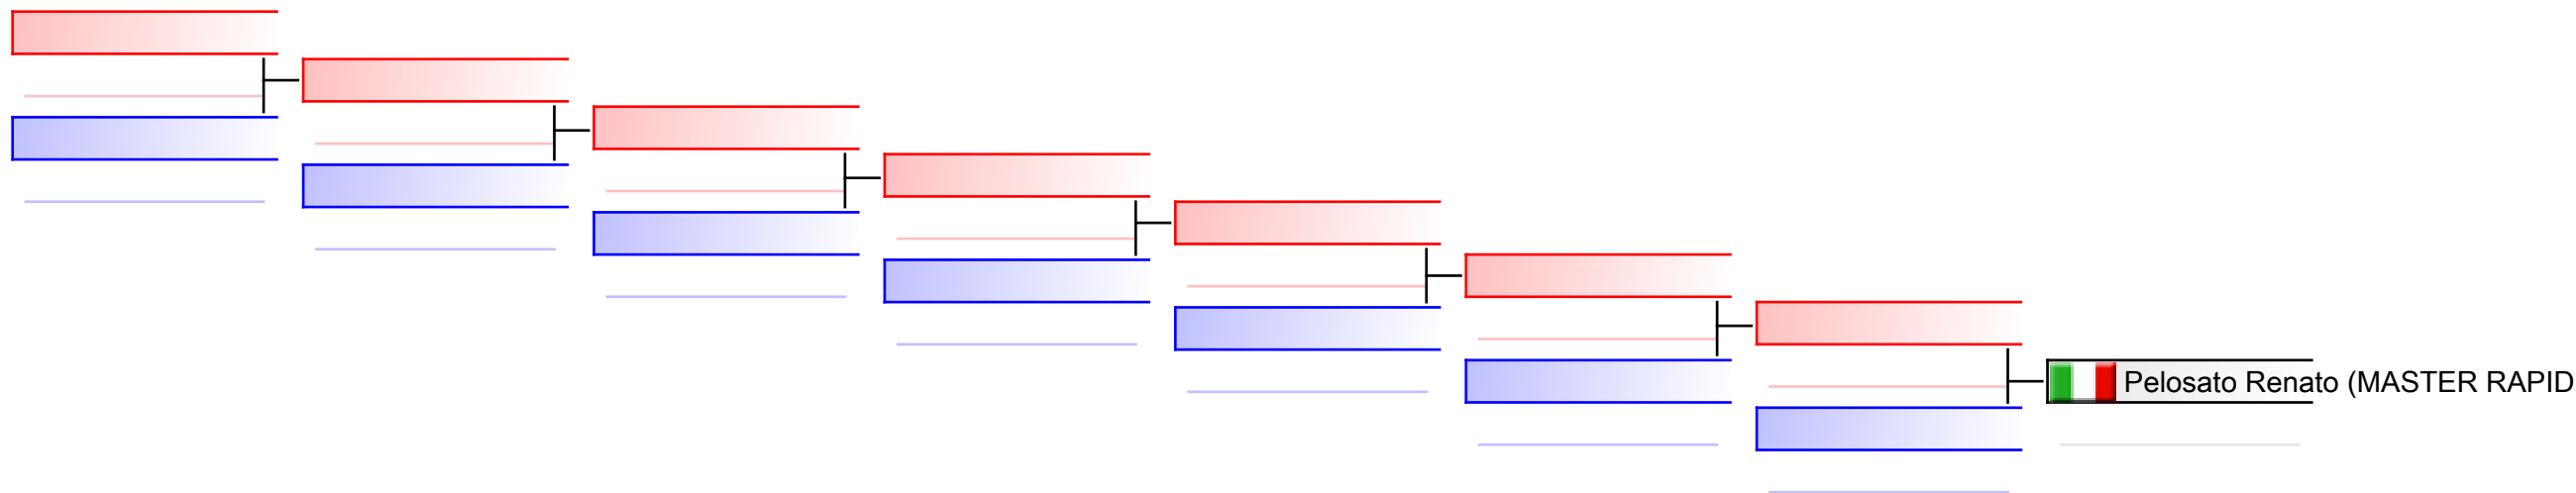 Pelosato Renato (MASTER RAPID